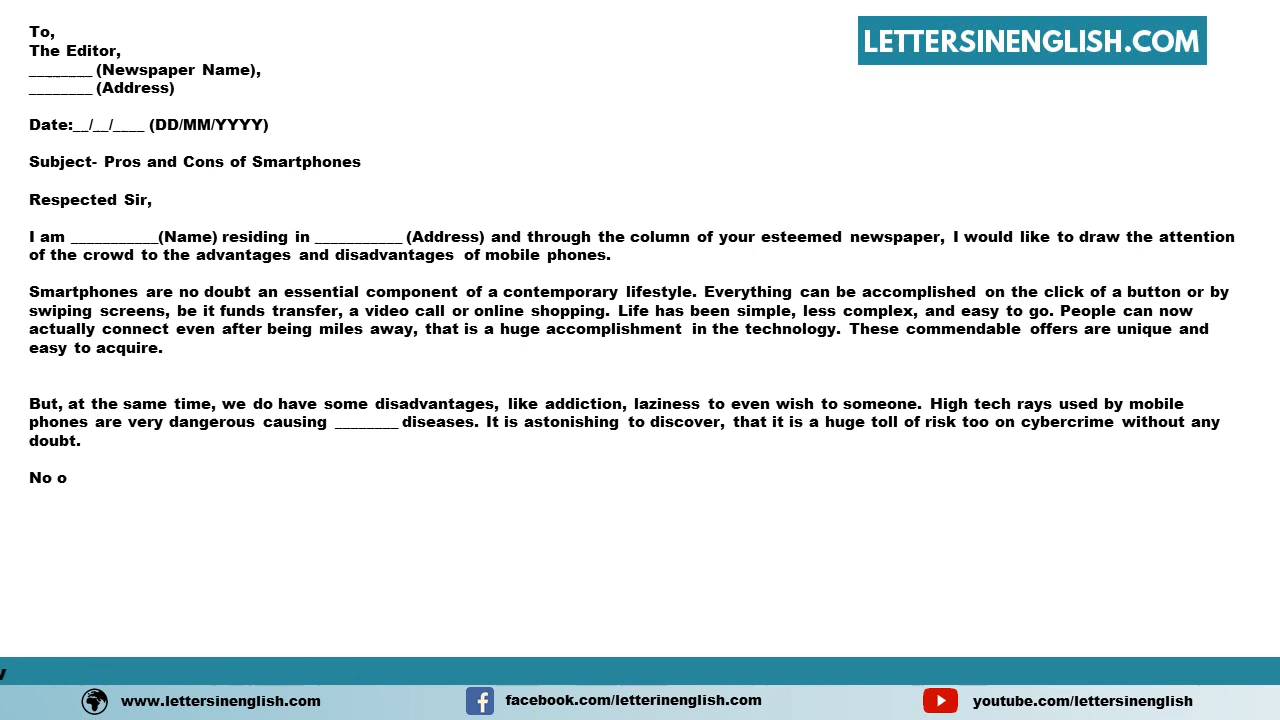 To,
The Editor,
________ (Newspaper Name),
________ (Address)
LETTERSINENGLISH.COM
Date:__/__/____ (DD/MM/YYYY)
Subject- Pros and Cons of Smartphones
Respected Sir,
I am ___________(Name) residing in ___________ (Address) and through the column of your esteemed newspaper, I would like to draw the attention
of the crowd to the advantages and disadvantages of mobile phones.
Smartphones are no doubt an essential component of a contemporary lifestyle. Everything can be accomplished on the click of a button or by
swiping screens, be it funds transfer, a video call or online shopping. Life has been simple, less complex, and easy to go. People can now
actually connect even after being miles away, that is a huge accomplishment in the technology. These commendable offers are unique and
easy to acquire.
But, at the same time, we do have some disadvantages, like addiction, laziness to even wish to someone. High tech rays used by mobile
phones are very dangerous causing ________ diseases. It is astonishing to discover, that it is a huge toll of risk too on cybercrime without any
doubt.
No o
www.lettersinenglish.com
facebook.com/letterinenglish.com
youtube.com/lettersinenglish